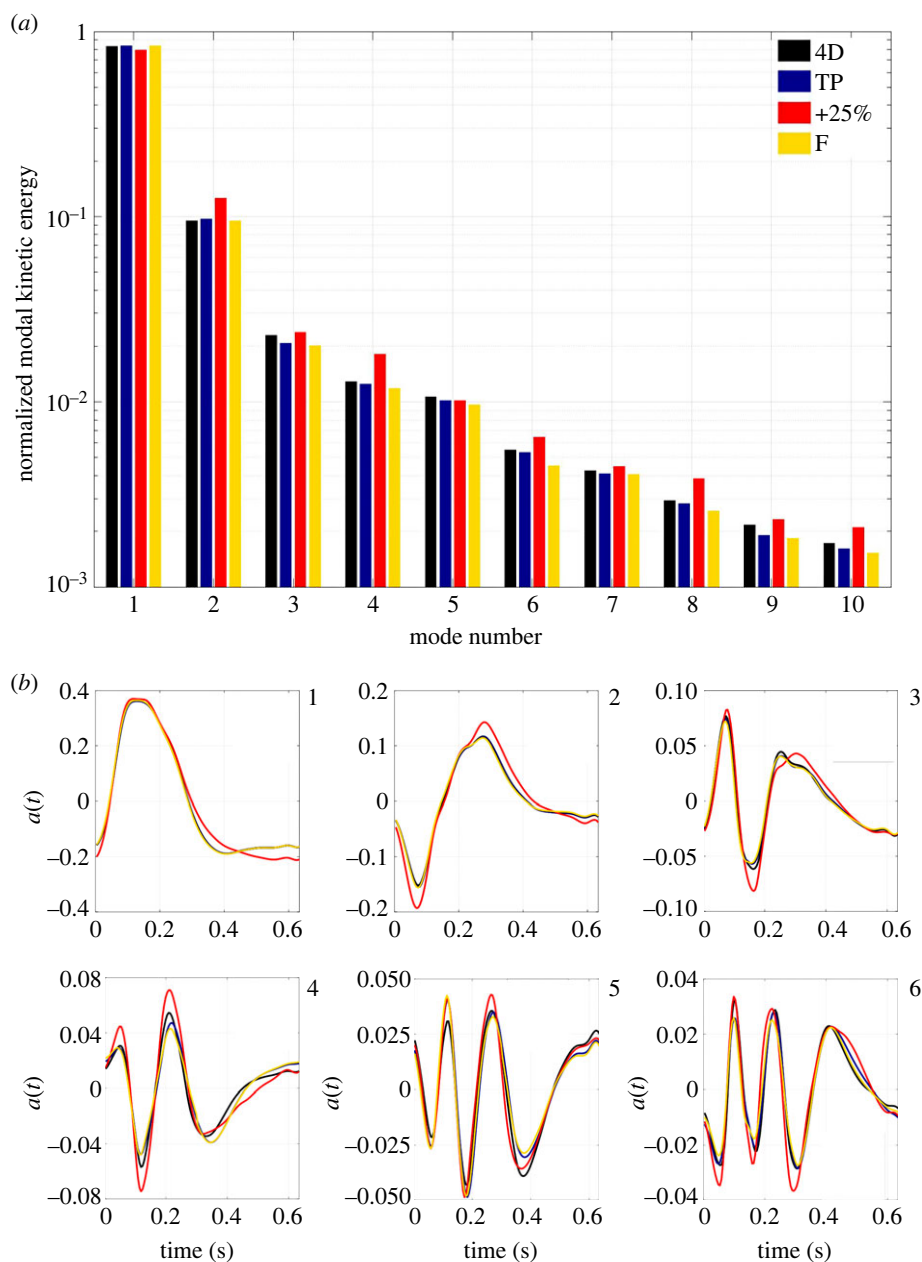 (a)
1
10−1
10−2
10−3
normalized modal kinetic energy
4D
TP
+25%
F
1 2 3 4 5 6 7 8 9 10
mode number
(b)
0.4
0.2
0
−0.2
−0.4
a(t)
0 0.2 0.4 0.6
1
0.2
0.1
0
−0.1
−0.2
0 0.2 0.4 0.6
2
0.10
0.05
0
−0.05
−0.10
0 0.2 0.4 0.6
3
0.08
0.04
0
−0.04
−0.08
a(t)
0 0.2 0.4 0.6
time (s)
4
0.050
0.025
0
−0.025
−0.050
a(t)
0 0.2 0.4 0.6
time (s)
5
0.04
0.02
0
−0.02
−0.04
a(t)
0 0.2 0.4 0.6
time (s)
6